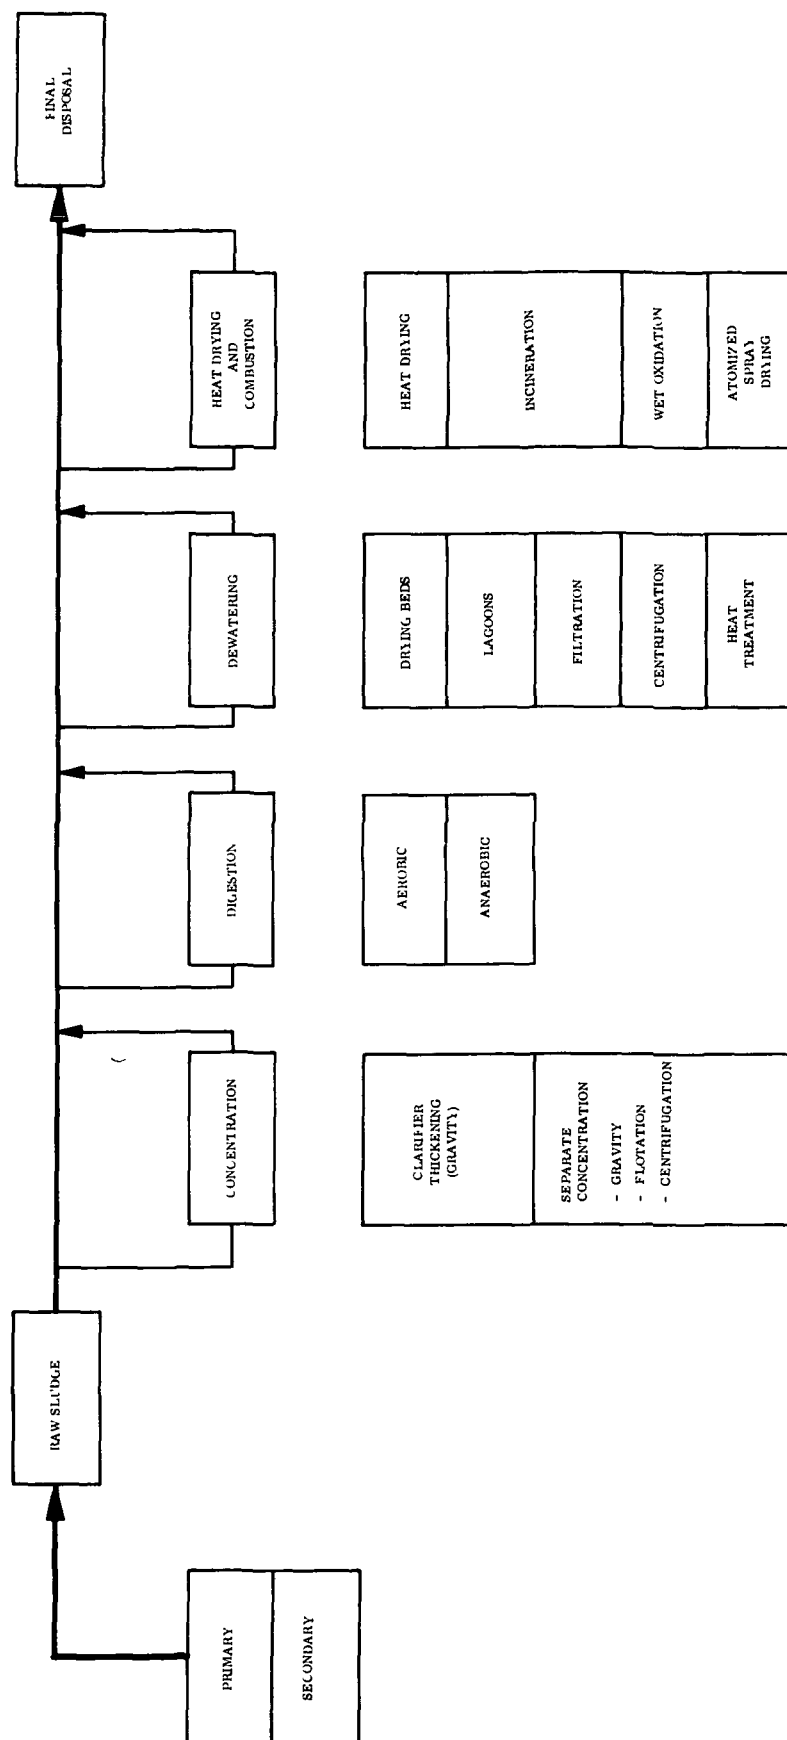 PRIMARY
SECONDARY
RAW SLUDGE
CONCENTRATION
CLARIFIER
THICKENING
(GRAVITY)
SEPARATE
CONCENTRATION
- GRAVITY
- FLOTATION
- CENTRIFUGATION
DIGESTION
AEROBIC
ANAEROBIC
DEWATERING
DRYING BEDS
LAGOONS
FILTRATION
CENTRIFUGATION
HEAT
TREATMENT
HEAT DRYING
AND
COMBUSTION
HEAT DRYING
INCINERATION
WET OXIDATION
ATOMIZED
SPRAY
DRYING
FINAL
DISPOSAL